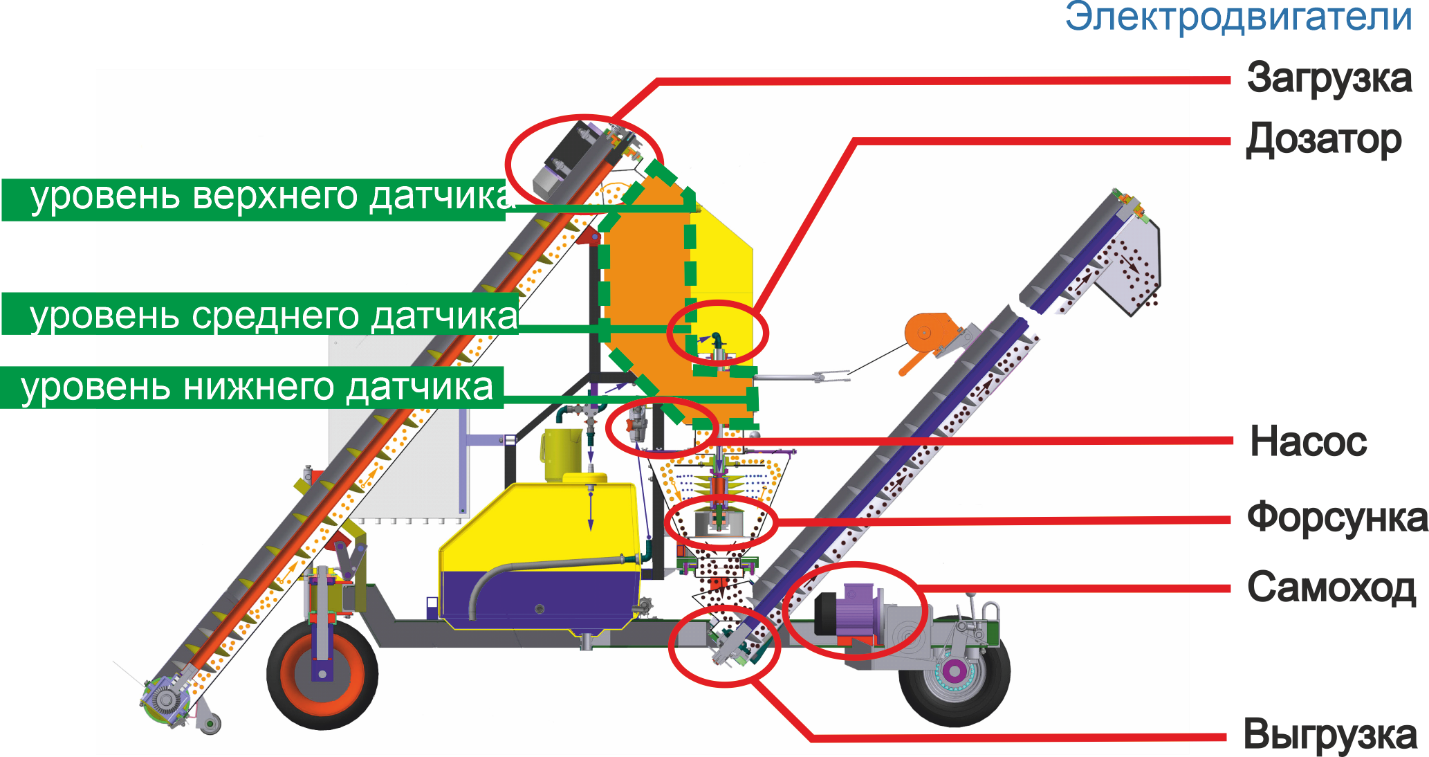 Электродвигатели
Загрузка
Дозатор
уровень верхнего датчика
уровень среднего датчика
уровень нижнего датчика
Насос
Форсунка
Самоход
Выгрузка